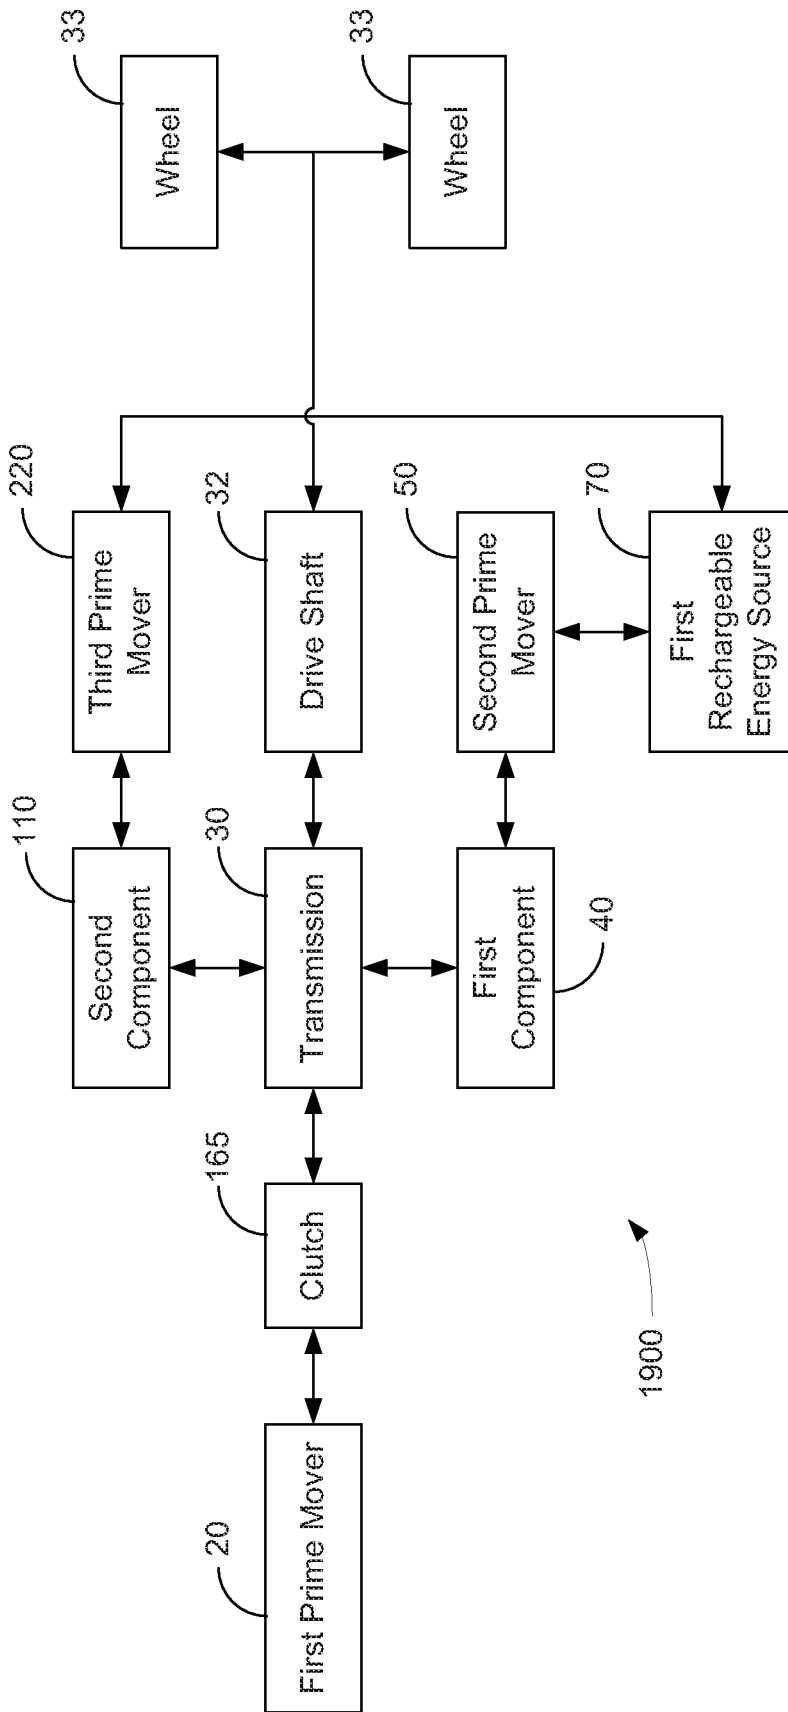 33
Wheel
33
Wheel
220
Third Prime
Mover
32
Drive Shaft
50
Second Prime
Mover
70
First
Rechargeable
Energy Source
110
Second
Component
30
Transmission
40
First
Component
165
Clutch
20
First Prime Mover
1900